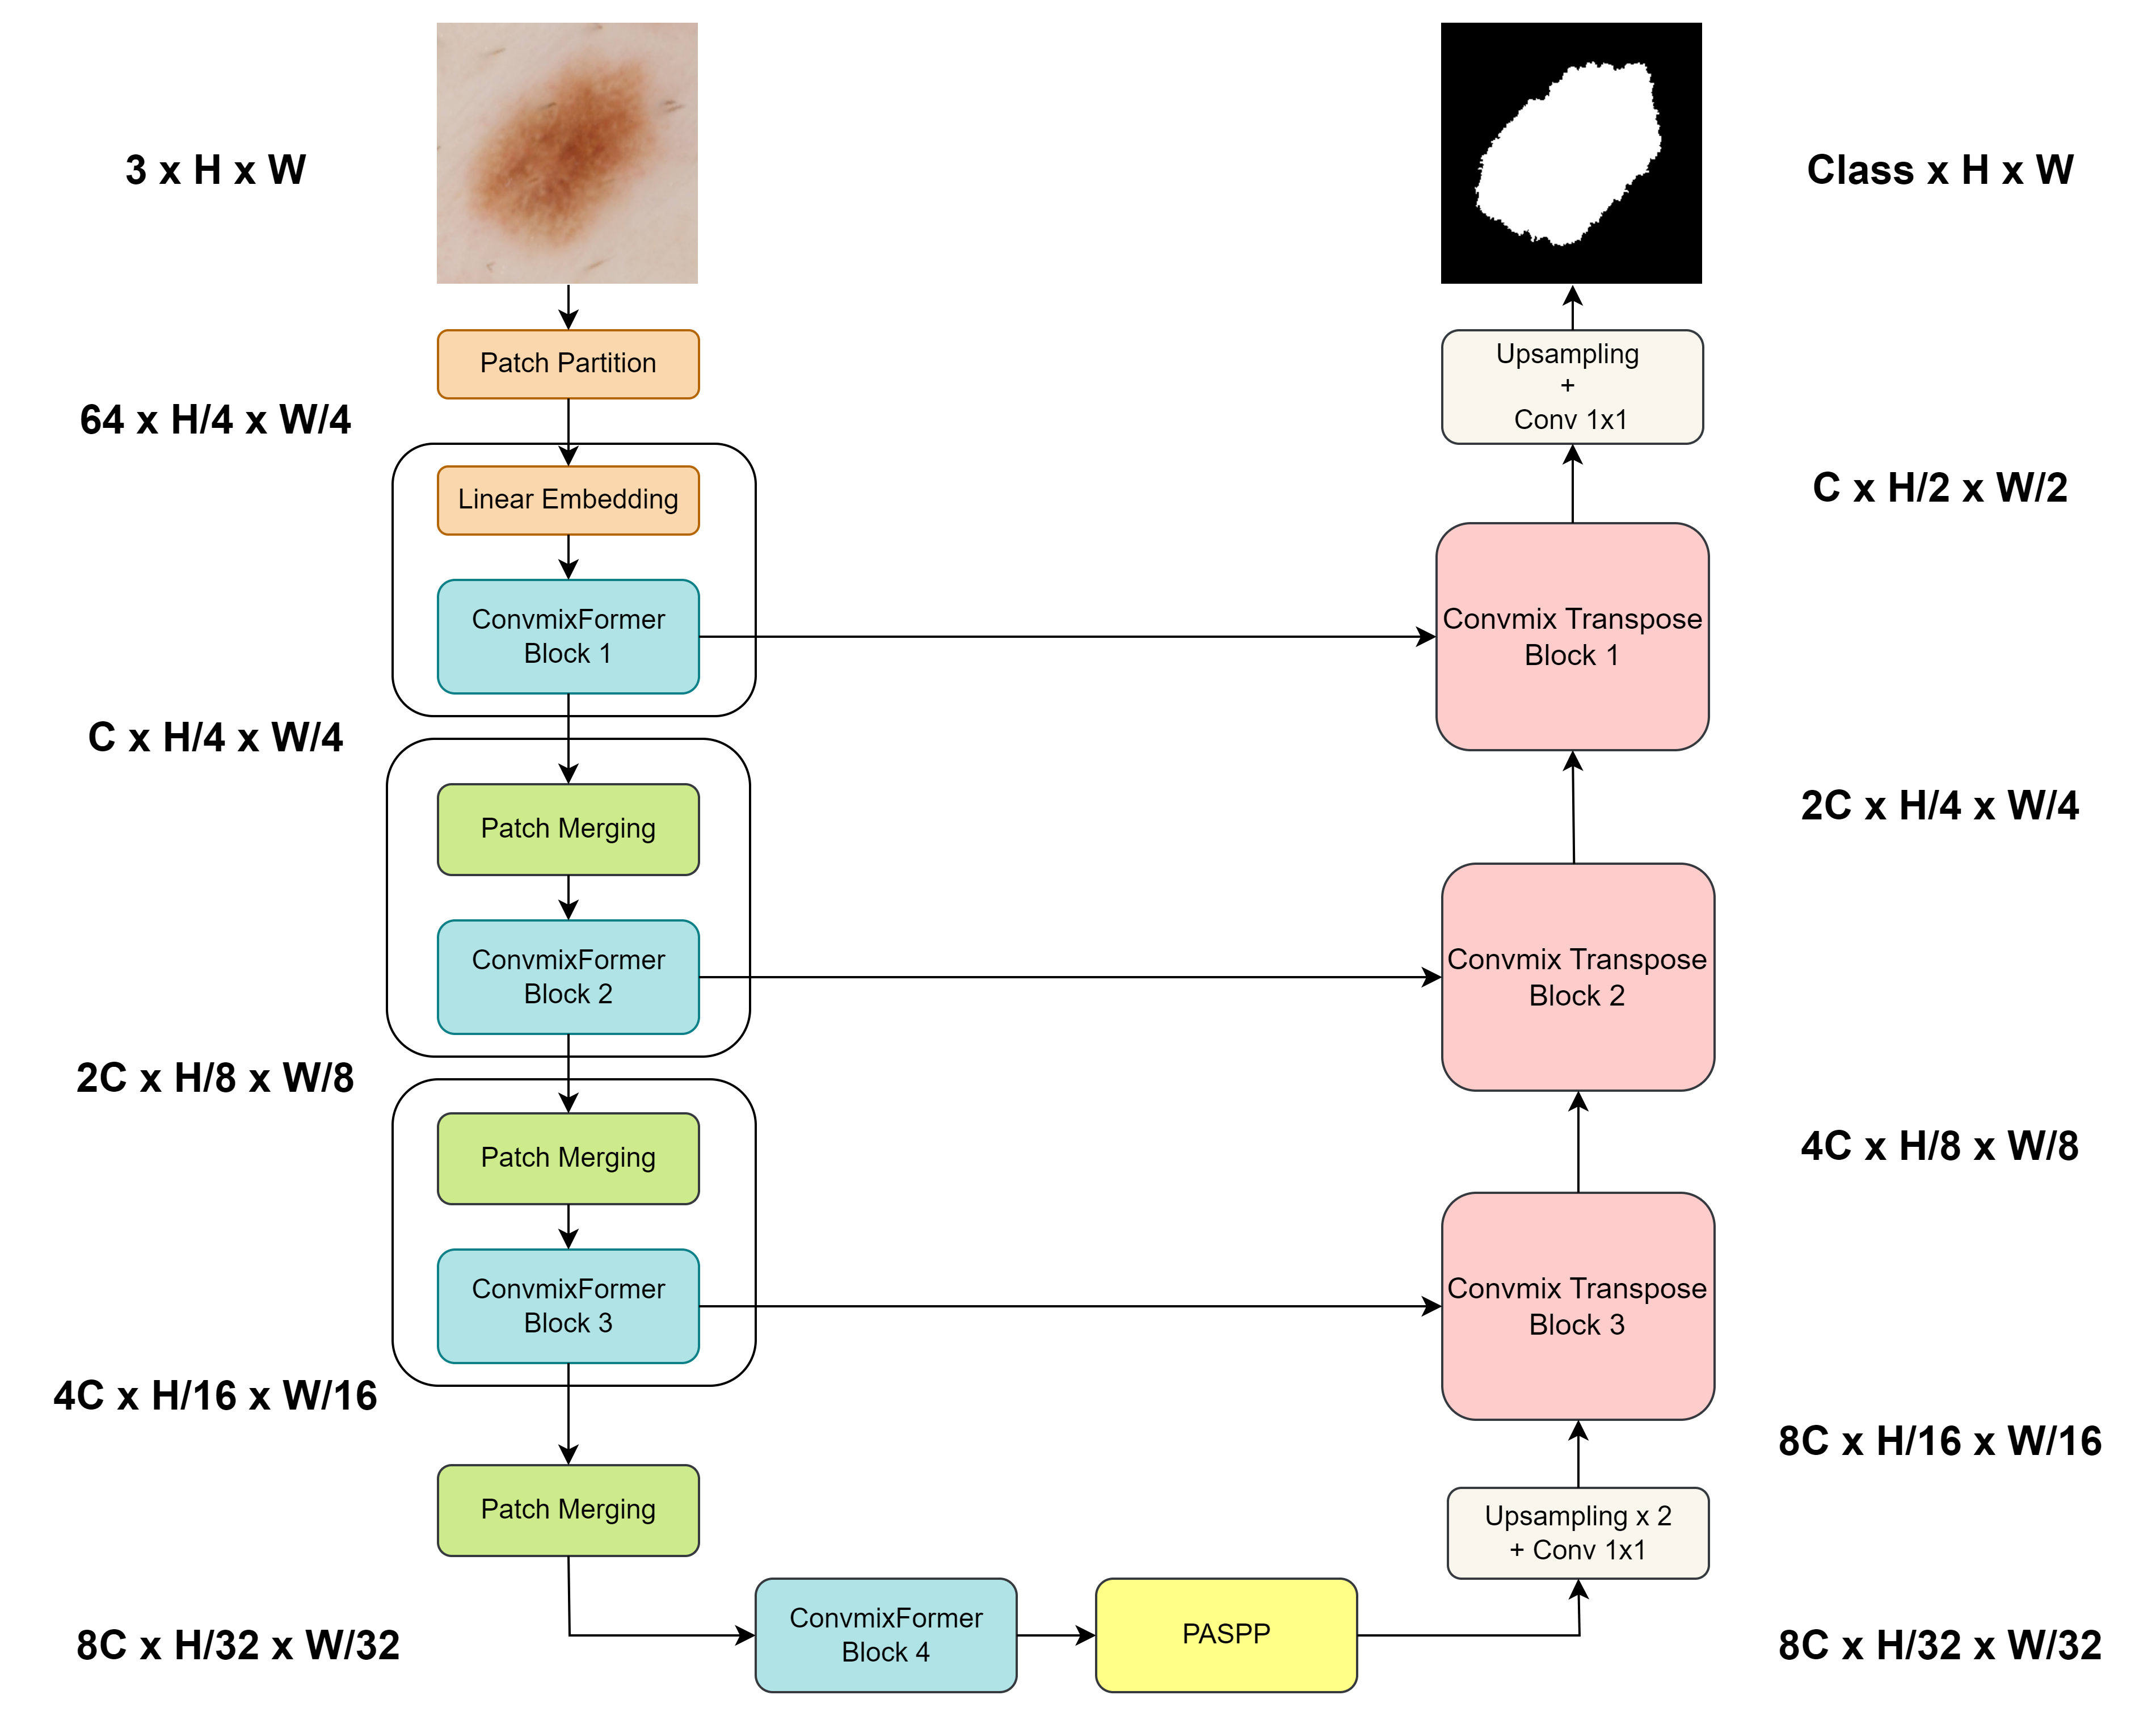 3 x H x W
Class x H x W
Patch Partition
64 x H/4 x W/4
Linear Embedding
ConvmixFormer
Block 1
C x H/4 x W/4
Patch Merging
ConvmixFormer
Block 2
2C x H/8 x W/8
Patch Merging
ConvmixFormer
Block 3
4C x H/16 x W/16
Patch Merging
8C x H/32 x W/32
ConvmixFormer
Block 4
PASPP
Upsampling
+
Conv 1x1
C x H/2 x W/2
Convmix Transpose
Block 1
2C x H/4 x W/4
Convmix Transpose
Block 2
4C x H/8 x W/8
Convmix Transpose
Block 3
8C x H/16 x W/16
Upsampling x 2
+ Conv 1x1
8C x H/32 x W/32